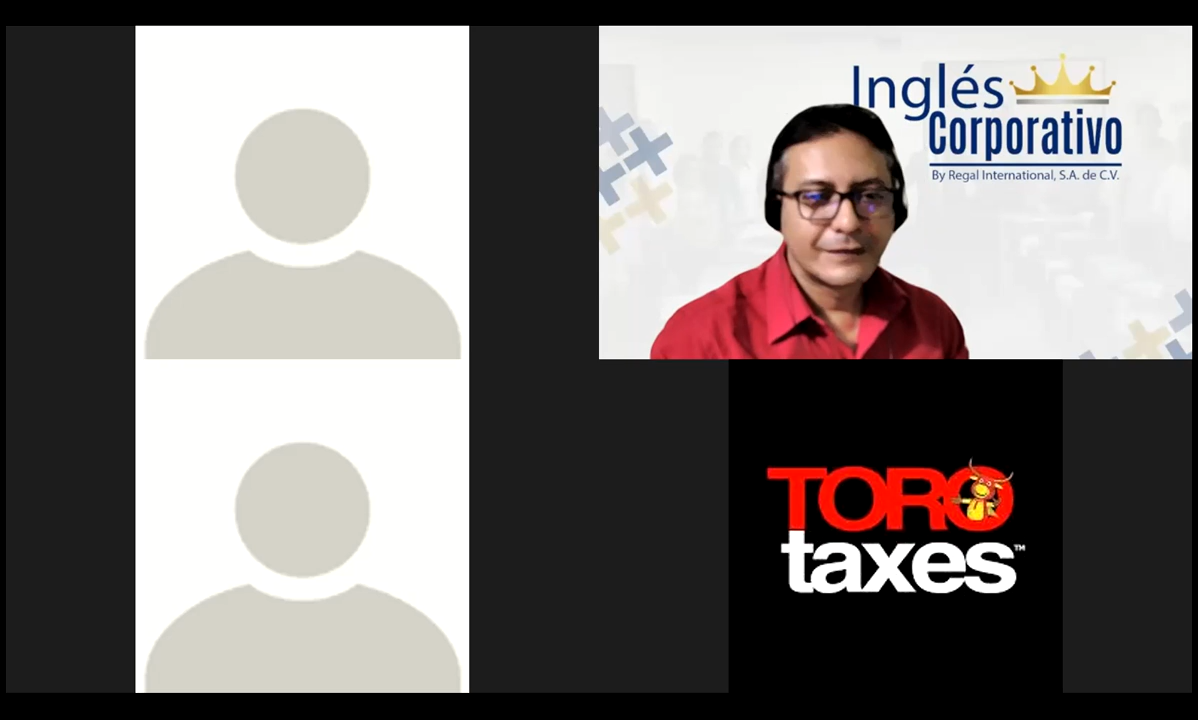 Inglés
Corporativo
By Regal International, S.A. de C.V.
TORO
taxes™